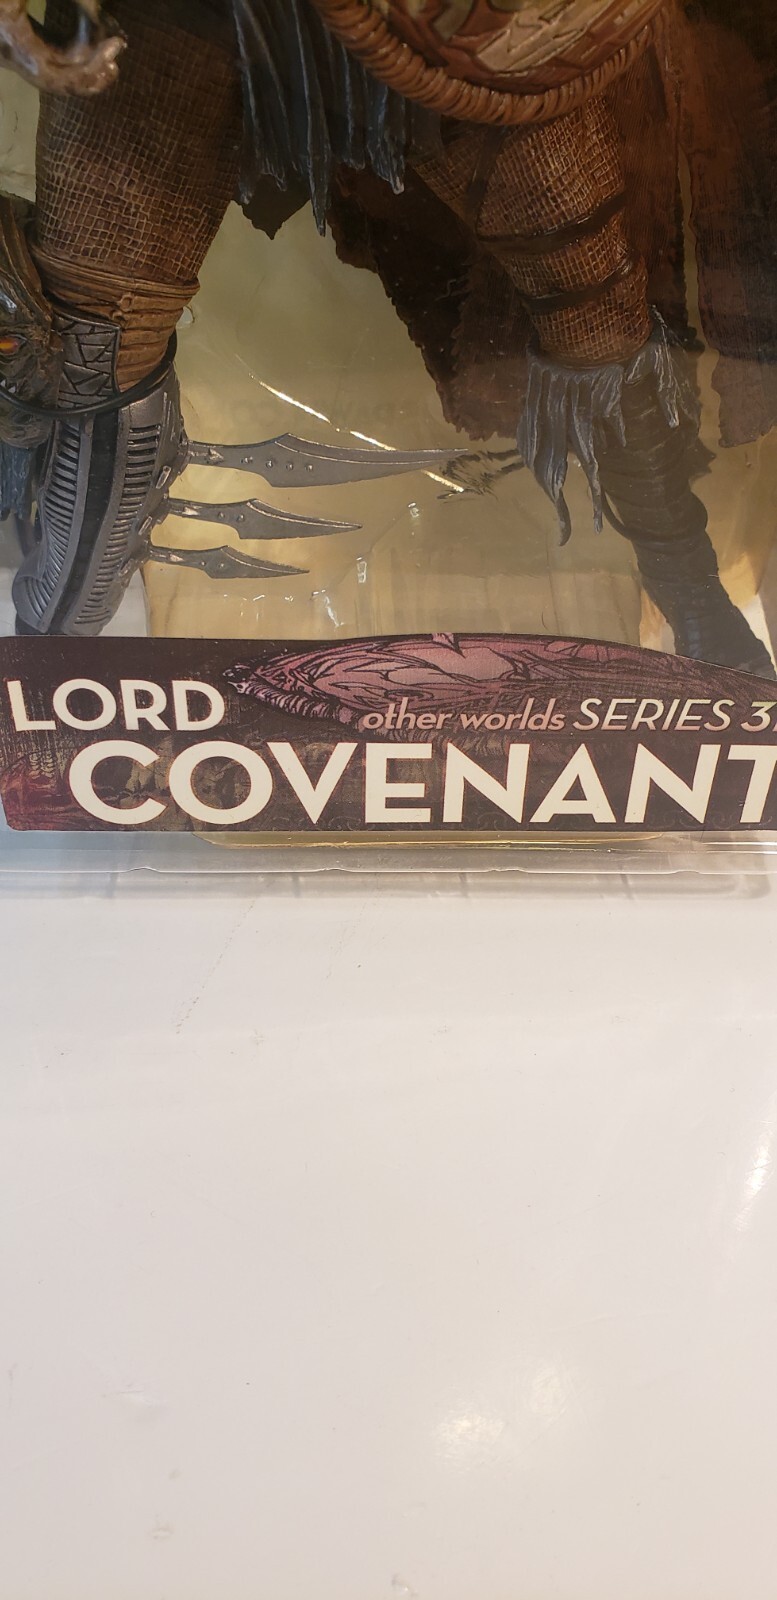 LORD
other worlds SERIES 3
COVENANT